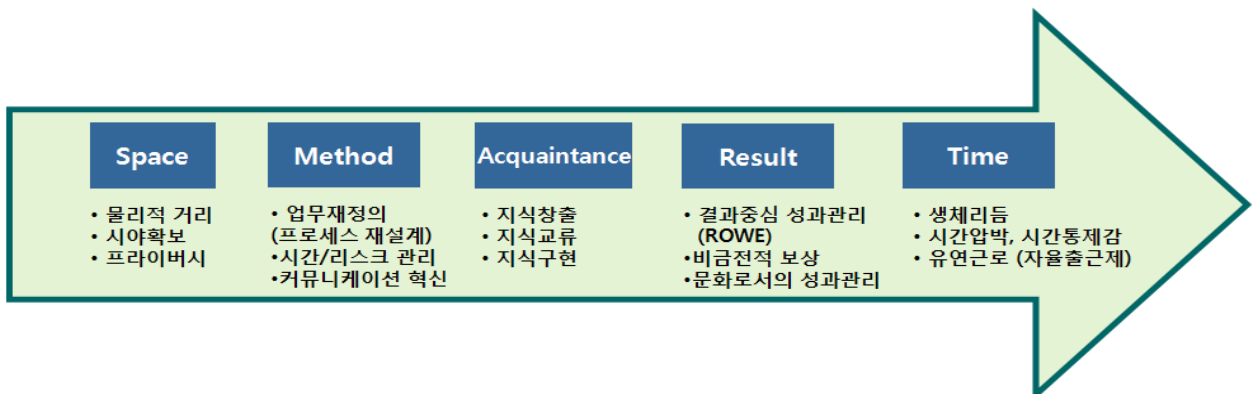 Space
• 물리적 거리
• 시야확보
• 프라이버시
Method
• 업무재정의
(프로세스 재설계)
•시간/리스크 관리
•커뮤니케이션 혁신
Acquaintance
• 지식창출
• 지식교류
• 지식구현
Result
• 결과중심 성과관리
(ROWE)
•비금전적 보상
•문화로서의 성과관리
Time
• 생체리듬
• 시간압박, 시간통제감
• 유연근로 (자율출근제)